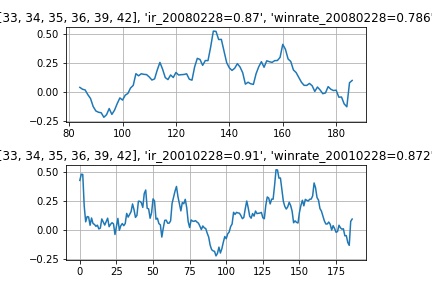 [33, 34, 35, 36, 39, 42], 'ir_20080228=0.87', 'winrate_20080228=0.786'
0.50
0.25
0.00
−0.25
80 100 120 140 160 180
[33, 34, 35, 36, 39, 42], 'ir_20010228=0.91', 'winrate_20010228=0.872'
0.50
0.25
0.00
−0.25
0 25 50 75 100 125 150 175